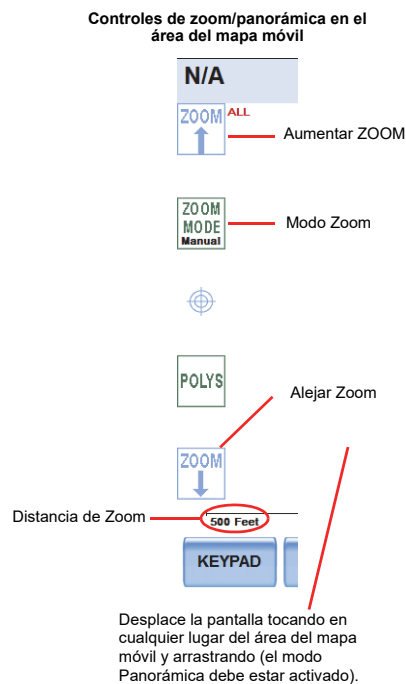 Controles de zoom/panorámica en el
área del mapa móvil
N/A
ZOOM
ALL
Aumentar ZOOM
ZOOM
MODE
Manual
Modo Zoom
POLYS
Alejar Zoom
ZOOM
Distancia de Zoom
500 Feet
KEYPAD
Desplace la pantalla tocando en
cualquier lugar del área del mapa
móvil y arrastrando (el modo
Panorámica debe estar activado).